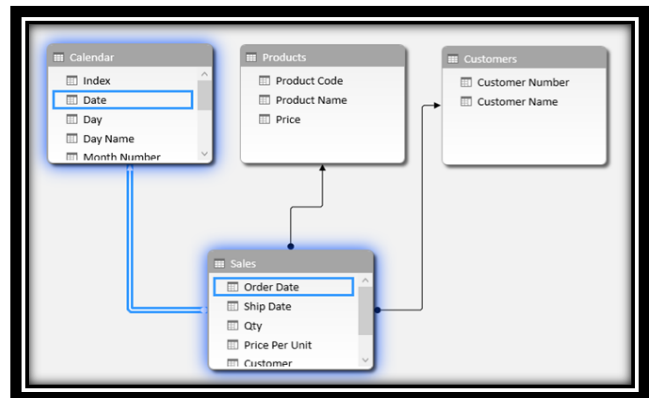 Calendar
Index
Date
Day
Day Name
Month Number
Products
Product Code
Product Name
Price
Customers
Customer Number
Customer Name
Sales
Order Date
Ship Date
Qty
Price Per Unit
Customer